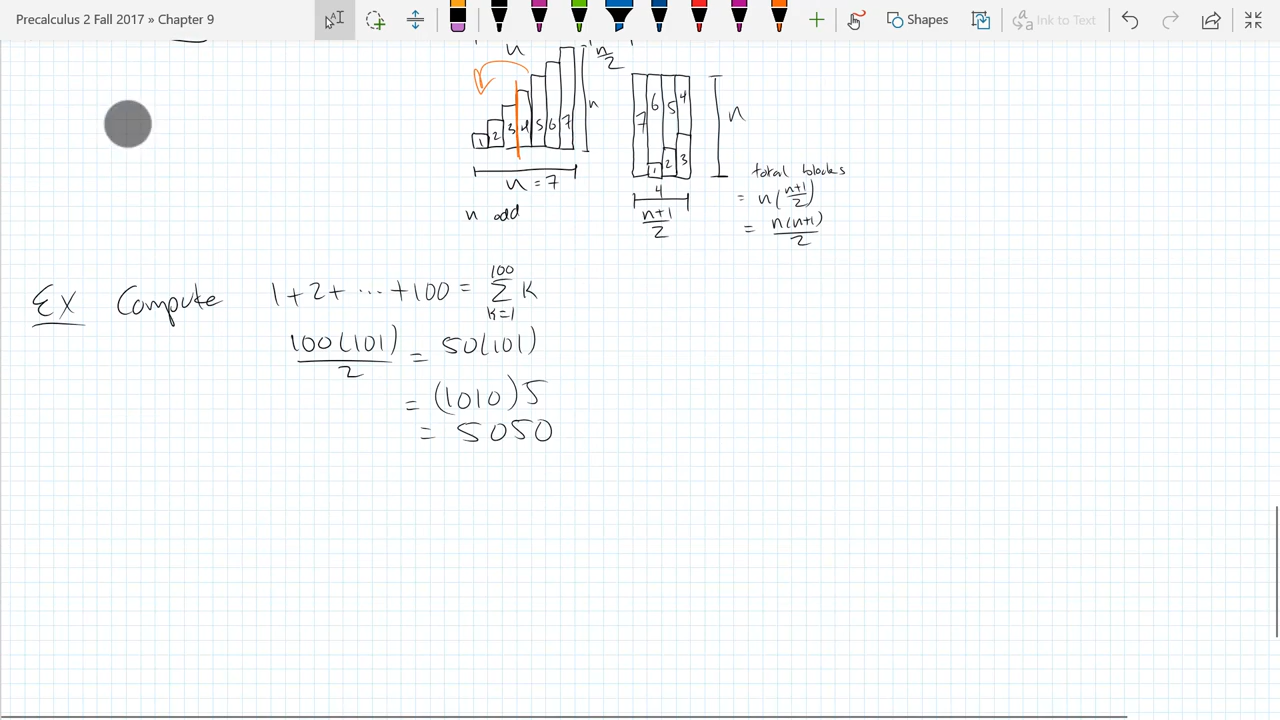 Precalculus 2 Fall 2017 » Chapter 9
Shapes
Ink to Text
n
n/2
1 2 3 4 5 6 7
n
n = 7
n odd
7 6 5 4
1 2 3
n
4
n+1/2
total blocks
= n(n+1/2)
= n(n+1)/2
EX Compute 1+2+ ... +100 = 100 Σ k=1 K
100(101)/2 = 50(101)
= (1010)5
= 5050